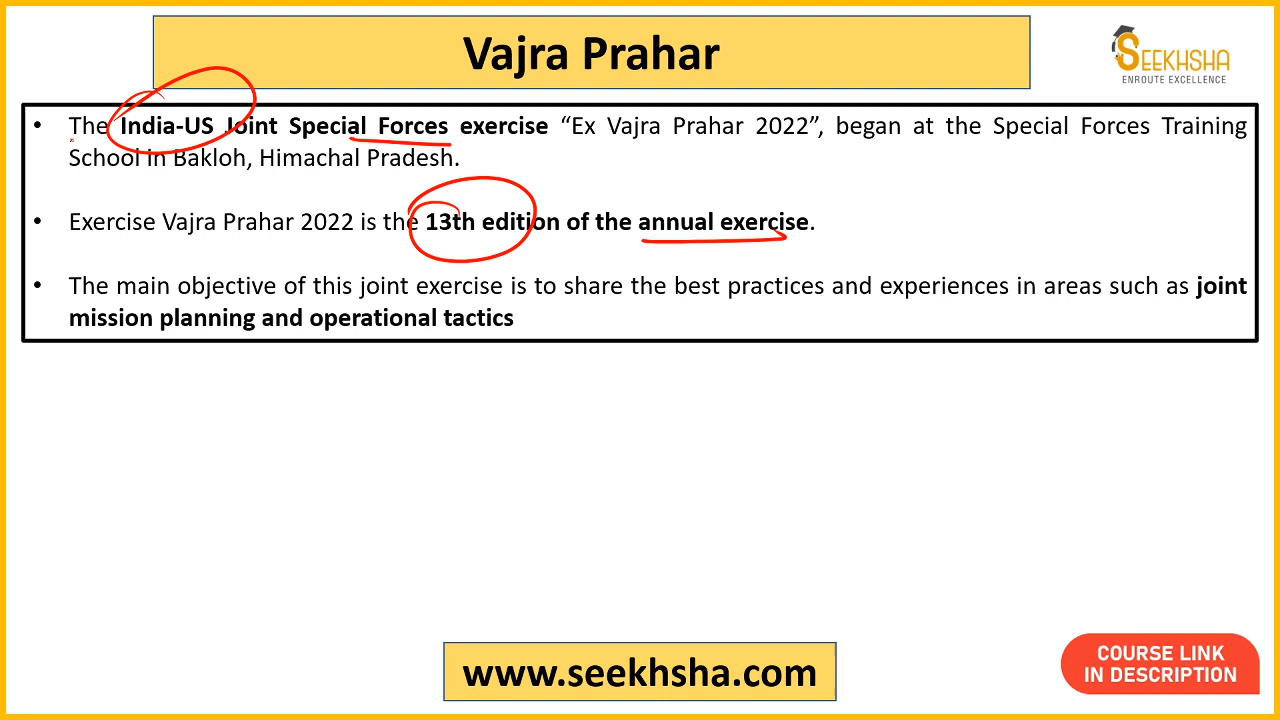 Vajra Prahar
SEEKHSHA
ENROUTE EXCELLENCE
• The India-US Joint Special Forces exercise “Ex Vajra Prahar 2022”, began at the Special Forces Training
School in Bakloh, Himachal Pradesh.
• Exercise Vajra Prahar 2022 is the 13th edition of the annual exercise.
• The main objective of this joint exercise is to share the best practices and experiences in areas such as joint
mission planning and operational tactics
www.seekhsha.com
COURSE LINK
IN DESCRIPTION